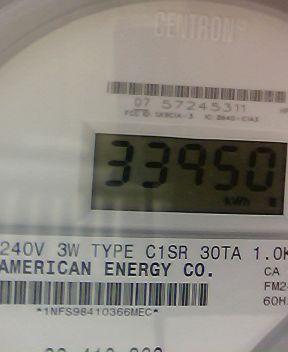 CENTRON
07 57245311
33950
kWh
240V 3W TYPE C1SR 30TA 1.0K
AMERICAN ENERGY CO.
CA
FM2
60H
*1NFS98410366MEC*